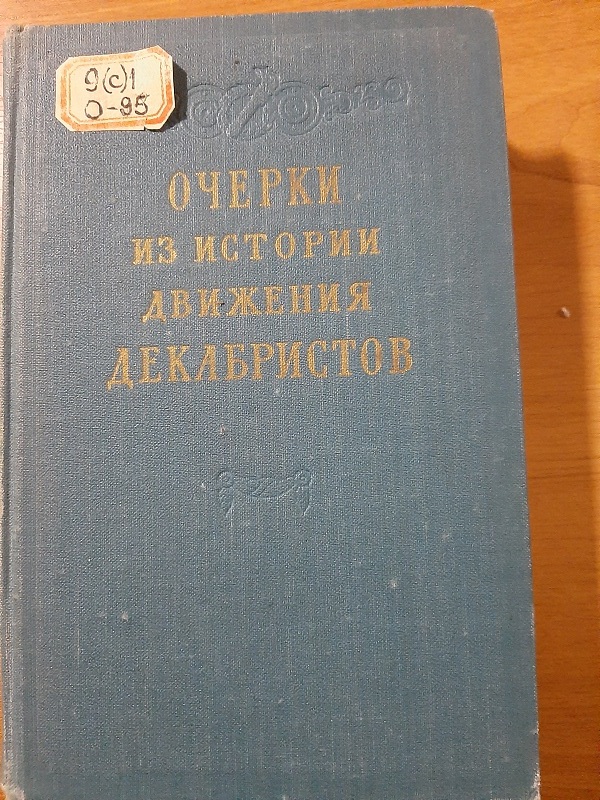 9(с)1
О-95
ОЧЕРКИ
ИЗ ИСТОРИИ
ДВИЖЕНИЯ
ДЕКАБРИСТОВ